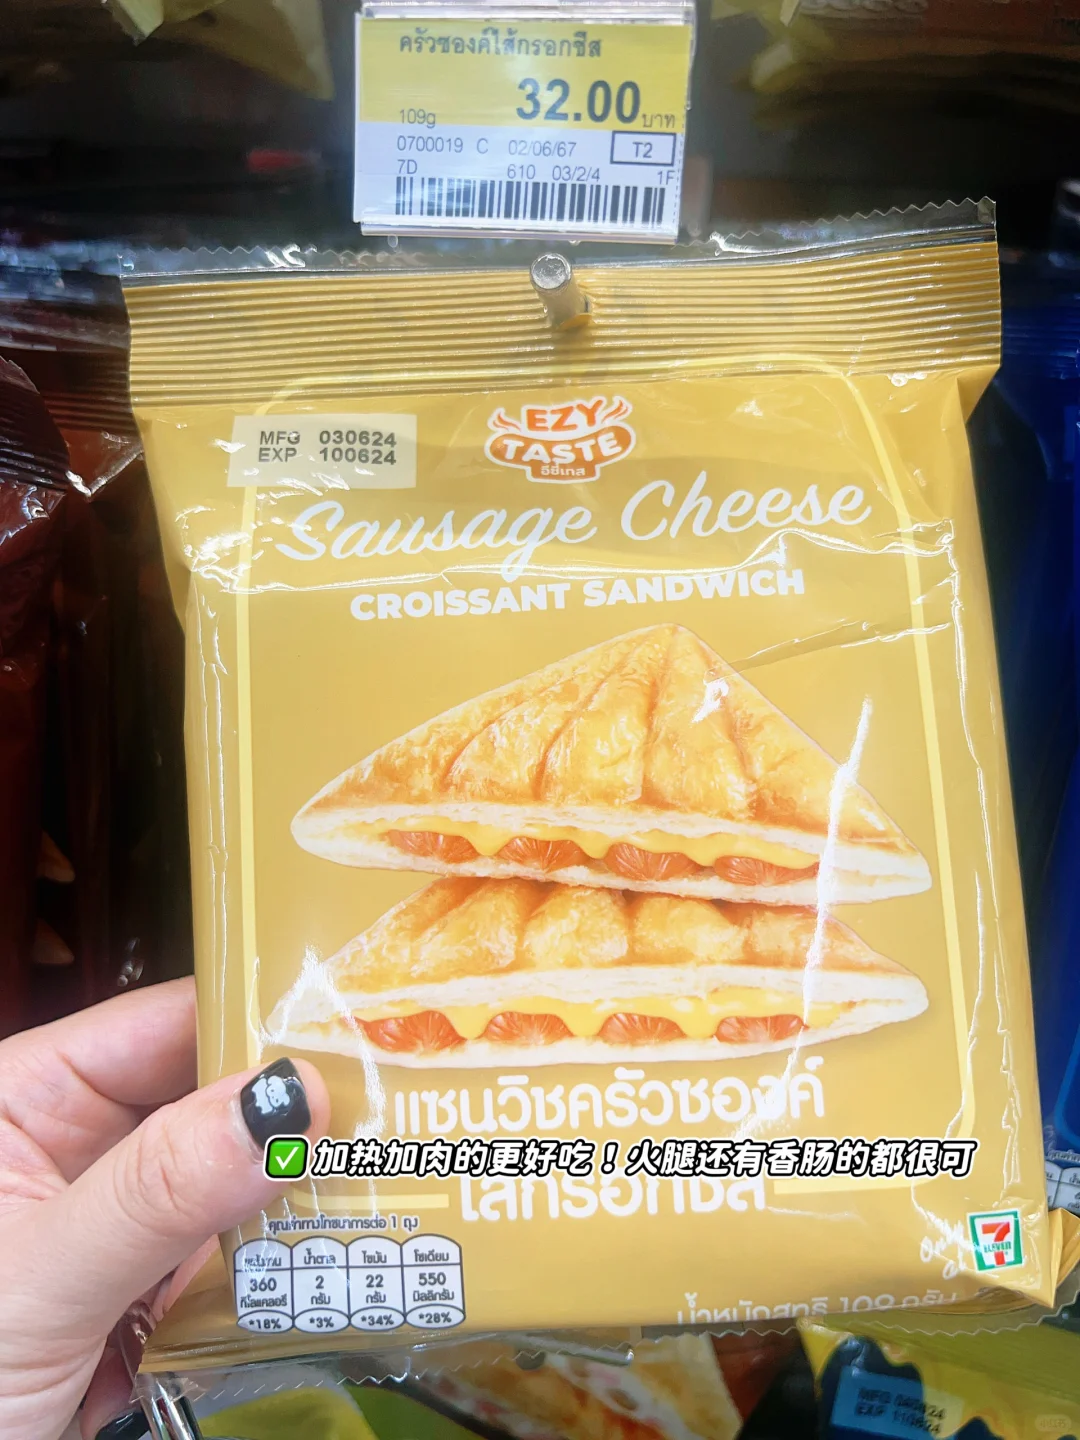 ครัวซองค์ไส้กรอกชีส
32.00 บาท
109g
0700019 C 02/06/67 T2
7D 610 03/2/4 1F
MFG 030624
EXP 100624
EZY
TASTE
อีซี่เทส
Sausage Cheese
CROISSANT SANDWICH
แซนวิชครัวซองค์
✅加热加肉的更好吃！火腿还有香肠的都很可
ไส้กรอกชีส
คุณค่าทางโภชนาการต่อ 1 ถุง
พลังงาน น้ำตาล ไขมัน โซเดียม
360 2 22 550
กิโลแคลอรี กรัม กรัม มิลลิกรัม
*18% *3% *34% *28%
Only at
7
ELEVEN
น้ำหนักสุทธิ 109 กรัม